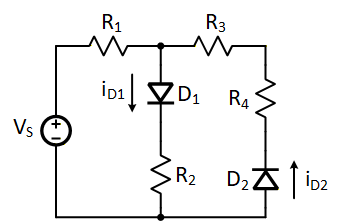 R1 R3
iD1 D1
R4
VS
R2 D2 iD2